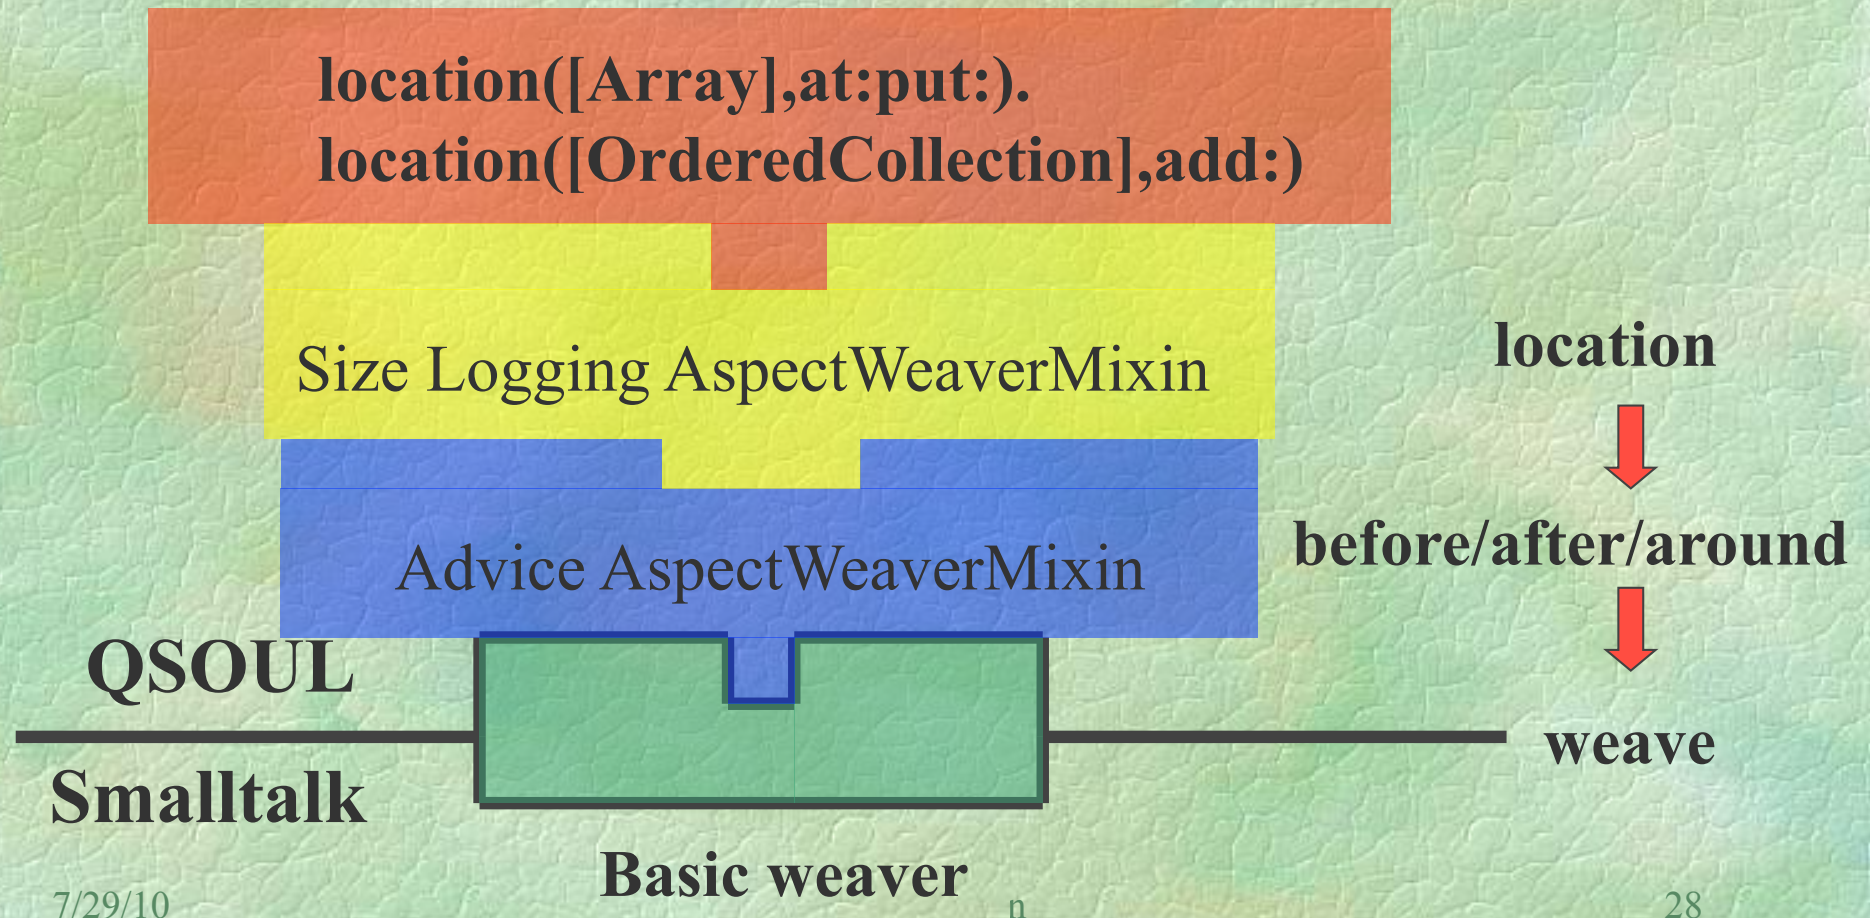 location([Array],at:put:).
location([OrderedCollection],add:)
Size Logging AspectWeaverMixin
location
before/after/around
Advice AspectWeaverMixin
QSOUL
weave
Smalltalk
Basic weaver
7/29/10
n
28